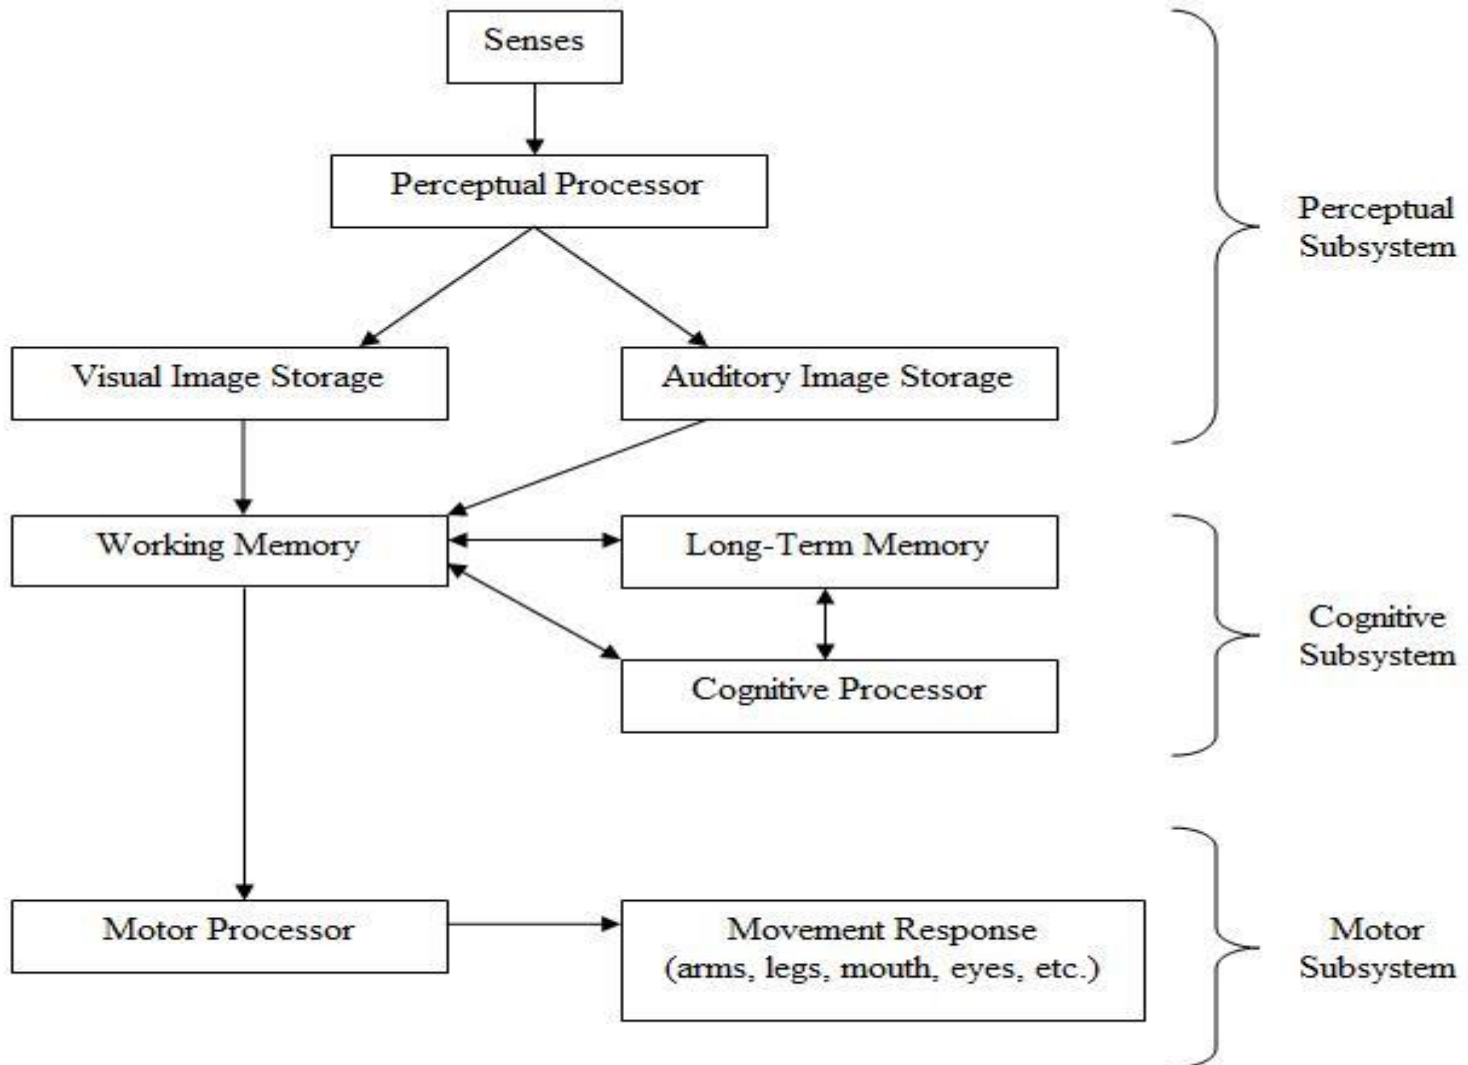 Senses
Perceptual Processor
Perceptual
Subsystem
Visual Image Storage
Auditory Image Storage
Working Memory
Long-Term Memory
Cognitive
Subsystem
Cognitive Processor
Motor Processor
Movement Response
(arms, legs, mouth, eyes, etc.)
Motor
Subsystem